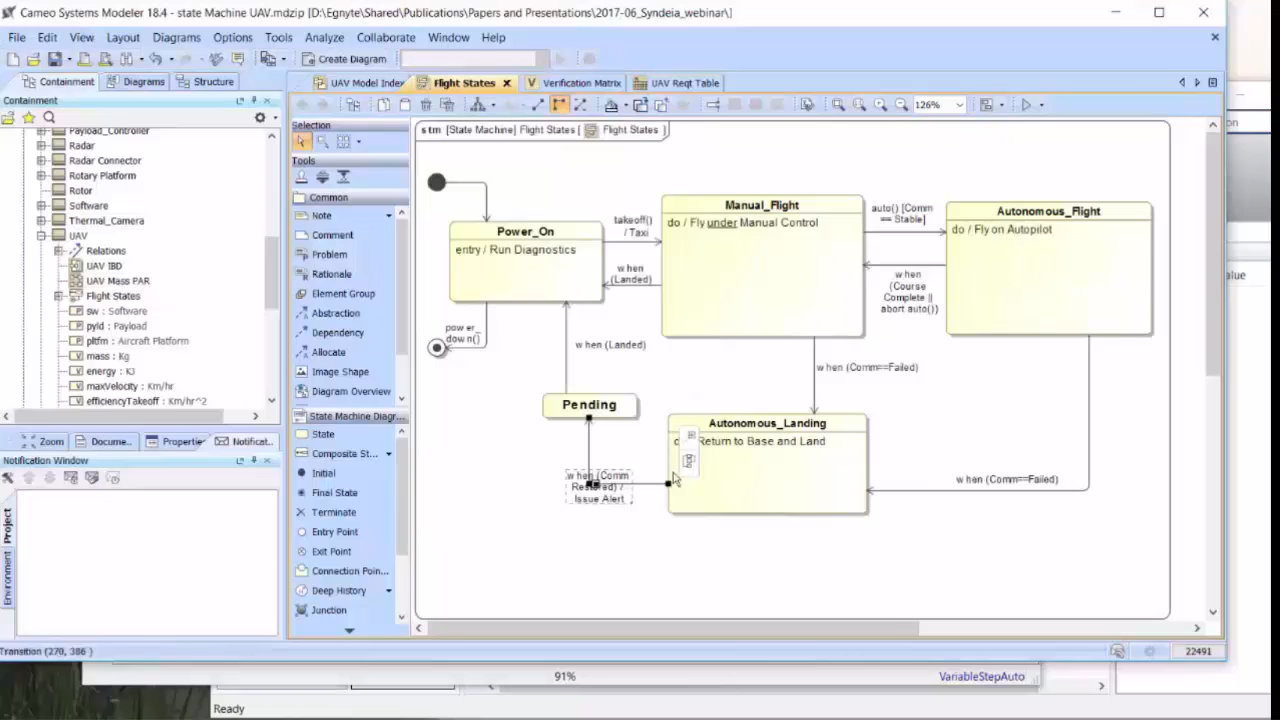 Cameo Systems Modeler 18.4 - state Machine UAV.mdzip [D:\Egnyte\Shared\Publications\Papers and Presentations\2017-06_Syndeia_webinar\]
File Edit View Layout Diagrams Options Tools Analyze Collaborate Window Help
Create Diagram
Containment Diagrams Structure
UAV Model Index Flight States Verification Matrix UAV Reqt Table
Containment
126%
Payload_Controller
Radar
Radar Connector
Rotary Platform
Rotor
Software
Thermal_Camera
UAV
Relations
UAV IBD
UAV Mass PAR
Flight States
sw : Software
pyld : Payload
pltfm : Aircraft Platform
mass : Kg
energy : KJ
maxVelocity : Km/hr
efficiencyTakeoff : Km/hr^2
Zoom Docume... Properties Notificat...
Notification Window
Project
Environment
Selection
Tools
Common
Note
Comment
Problem
Rationale
Element Group
Abstraction
Dependency
Allocate
Image Shape
Diagram Overview
State Machine Diagr...
State
Composite St...
Initial
Final State
Terminate
Entry Point
Exit Point
Connection Poin...
Deep History
Junction
stm [State Machine] Flight States [ Flight States ]
Power_On
entry / Run Diagnostics
takeoff()
/ Taxi
when
(Landed)
Manual_Flight
do / Fly under Manual Control
auto() [Comm
== Stable]
Autonomous_Flight
do / Fly on Autopilot
when
(Course
Complete ||
abort auto())
power_
down()
when (Landed)
when (Comm==Failed)
Pending
Autonomous_Landing
Return to Base and Land
when (Comm
Restored) /
Issue Alert
when (Comm==Failed)
Transition (270, 386 )
22491
91%
VariableStepAuto
Ready
on
alue